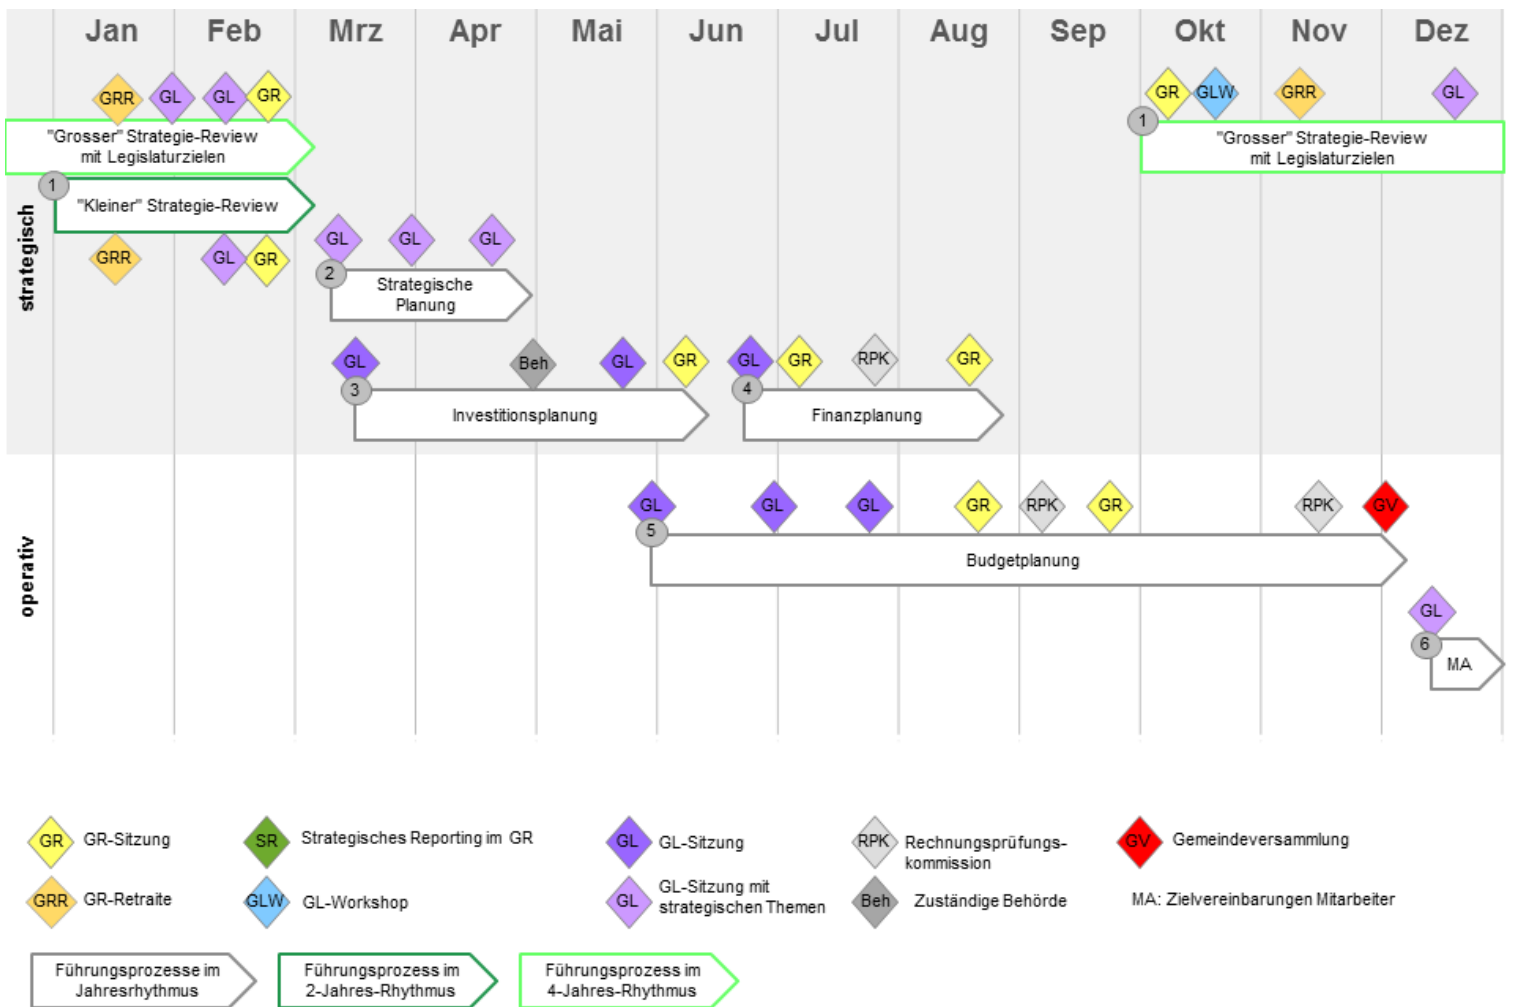 Jan Feb Mrz Apr Mai Jun Jul Aug Sep Okt Nov Dez
GRR GL GL GR GR GLW GRR GL
1
"Grosser" Strategie-Review
mit Legislaturzielen
"Grosser" Strategie-Review
mit Legislaturzielen
1
"Kleiner" Strategie-Review
strategisch
GRR GL GR
GL GL GL
2
Strategische
Planung
GL Beh GL GR GL GR RPK GR
3
Investitionsplanung
4
Finanzplanung
operativ
GL GL GL GR RPK GR RPK GV
5
Budgetplanung
GL
6
MA
GR GR-Sitzung
SR Strategisches Reporting im GR
GL GL-Sitzung
RPK Rechnungsprüfungs-
kommission
GV Gemeindeversammlung
GRR GR-Retraite
GLW GL-Workshop
GL GL-Sitzung mit
strategischen Themen
Beh Zuständige Behörde
MA: Zielvereinbarungen Mitarbeiter
Führungsprozesse im
Jahresrhythmus
Führungsprozess im
2-Jahres-Rhythmus
Führungsprozess im
4-Jahres-Rhythmus